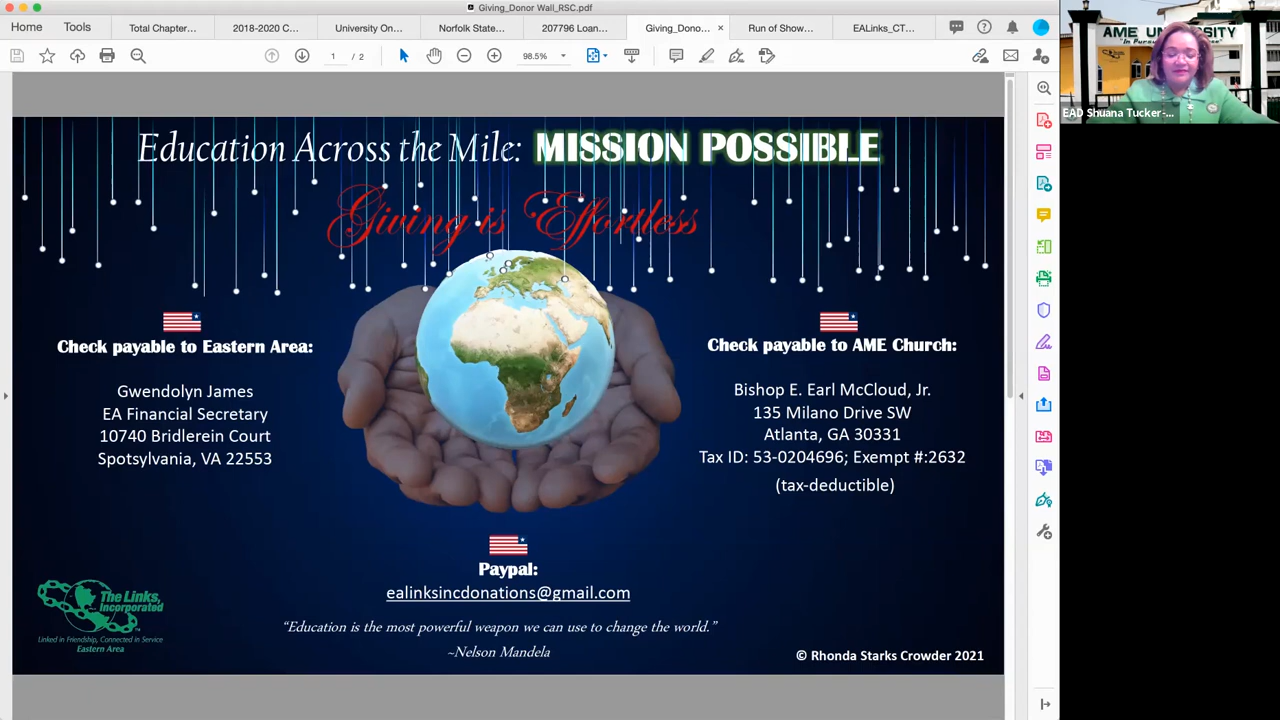 Giving_Donor Wall_RSC.pdf
Home
Tools
Total Chapter...
2018-2020 C...
University On...
Norfolk State...
207796 Loan...
Giving_Dono...
Run of Show...
EALinks_CT...
1 / 2
98.5%
Education Across the Mile: MISSION POSSIBLE
Giving is Effortless
Check payable to Eastern Area:
Gwendolyn James
EA Financial Secretary
10740 Bridlerein Court
Spotsylvania, VA 22553
Check payable to AME Church:
Bishop E. Earl McCloud, Jr.
135 Milano Drive SW
Atlanta, GA 30331
Tax ID: 53-0204696; Exempt #:2632
(tax-deductible)
Paypal:
ealinksincdonations@gmail.com
“Education is the most powerful weapon we can use to change the world.”
~Nelson Mandela
The Links,
Incorporated
Linked in Friendship, Connected in Service
Eastern Area
© Rhonda Starks Crowder 2021
AME UNIVERSITY
EAD Shuana Tucker-...